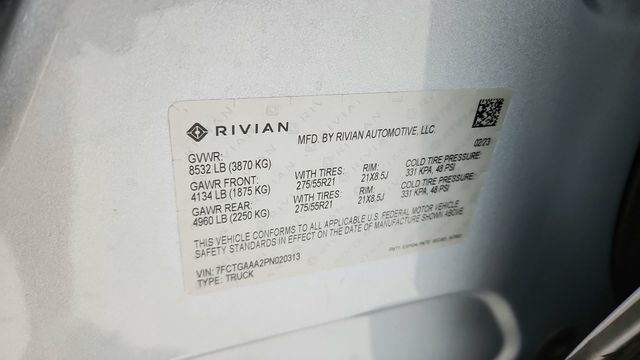 RIVIAN
MFD. BY RIVIAN AUTOMOTIVE, LLC.
02/23
GVWR:
8532 LB (3870 KG)
GAWR FRONT: WITH TIRES: RIM: COLD TIRE PRESSURE:
4134 LB (1875 KG) 275/55R21 21X8.5J 331 KPA, 48 PSI
GAWR REAR: WITH TIRES: RIM: COLD TIRE PRESSURE:
4960 LB (2250 KG) 275/55R21 21X8.5J 331 KPA, 48 PSI
THIS VEHICLE CONFORMS TO ALL APPLICABLE U.S. FEDERAL MOTOR VEHICLE
SAFETY STANDARDS IN EFFECT ON THE DATE OF MANUFACTURE SHOWN ABOVE.
VIN: 7FCTGAAA2PN020313
TYPE: TRUCK